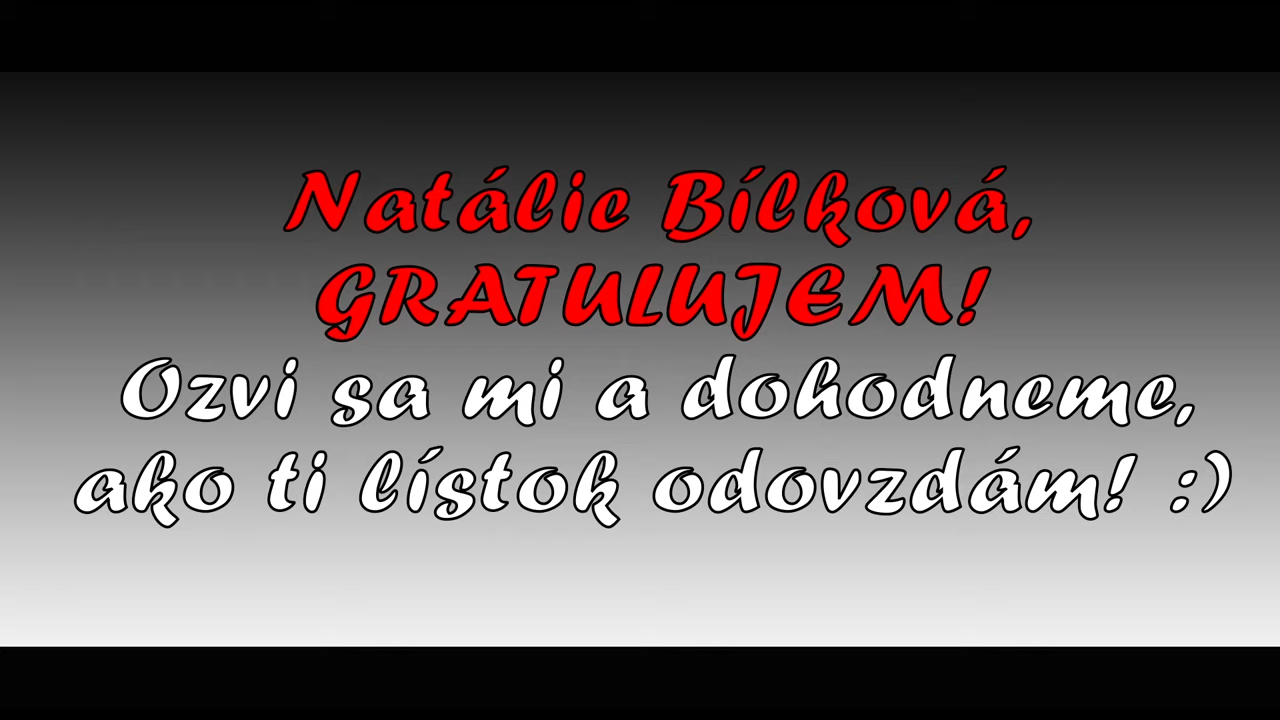 Natálie Bílková,
GRATULUJEM!
Ozvi sa mi a dohodneme,
ako ti lístok odovzdám! :)